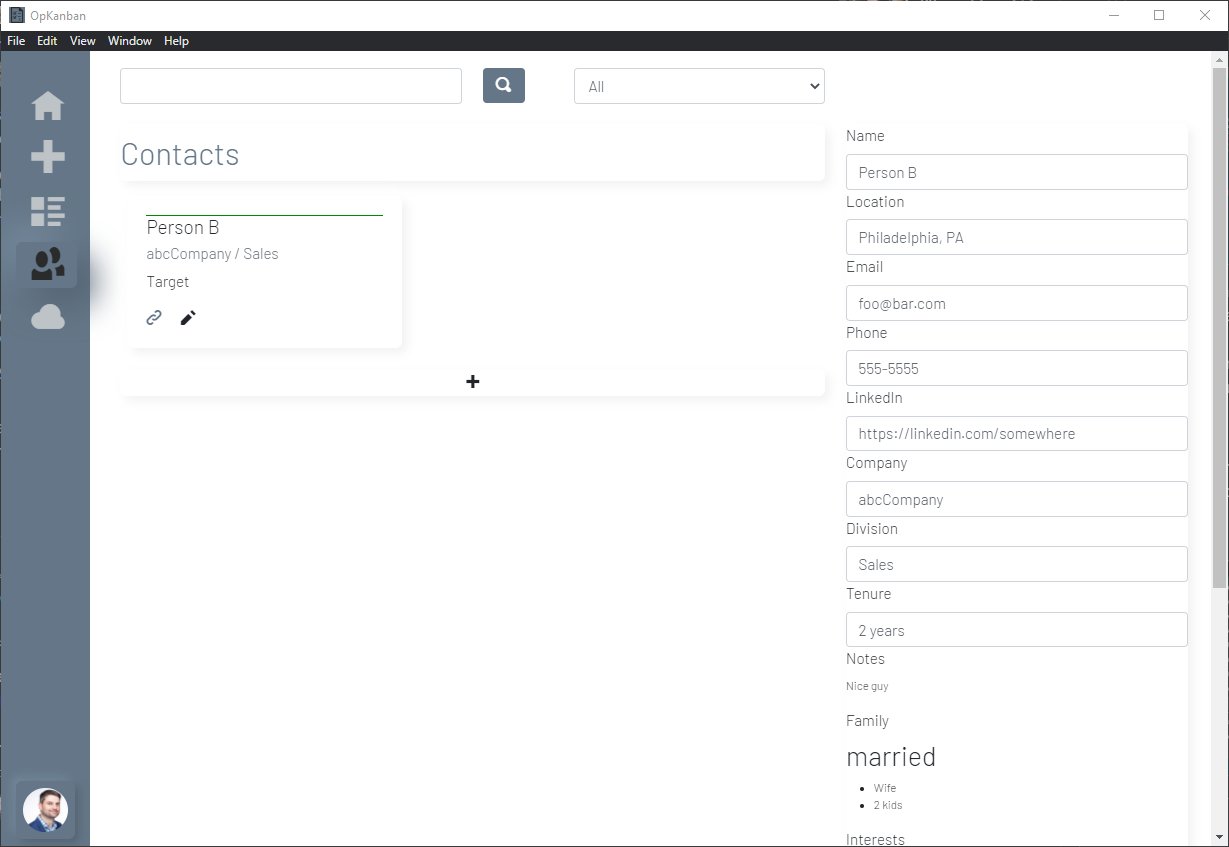 OpKanban
File Edit View Window Help
All
Contacts
Person B
abcCompany / Sales
Target
Name
Person B
Location
Philadelphia, PA
Email
foo@bar.com
Phone
555-5555
LinkedIn
https://linkedin.com/somewhere
Company
abcCompany
Division
Sales
Tenure
2 years
Notes
Nice guy
Family
married
Wife
2 kids
Interests